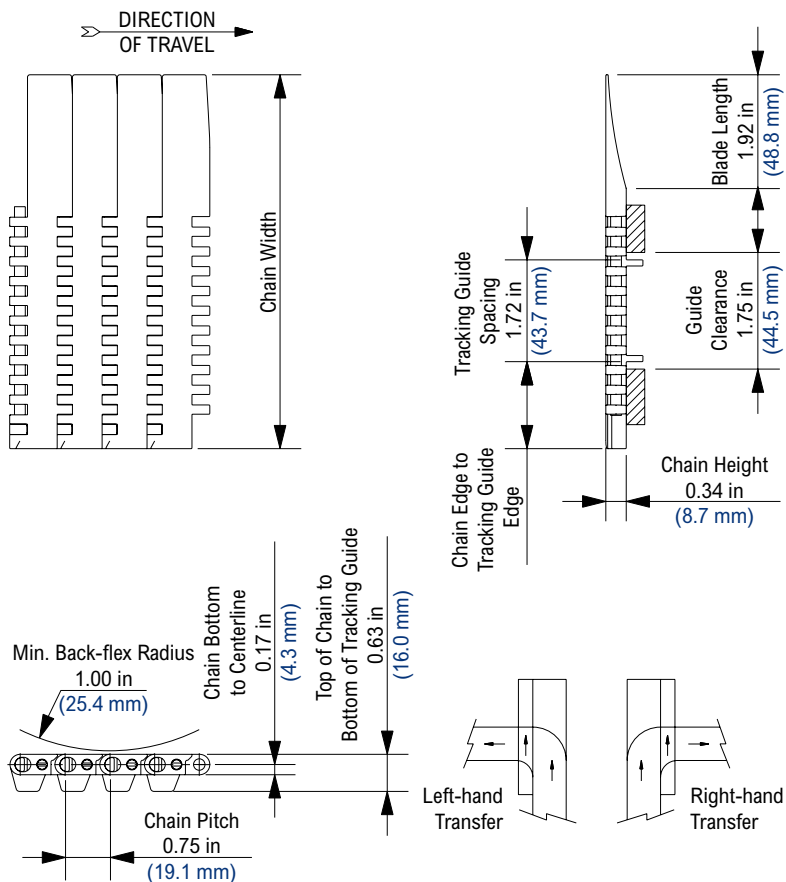 DIRECTION
OF TRAVEL
Chain Width
Blade Length
1.92 in
(48.8 mm)
Tracking Guide
Spacing
1.72 in
(43.7 mm)
Guide
Clearance
1.75 in
(44.5 mm)
Chain Edge to
Tracking Guide
Edge
Chain Height
0.34 in
(8.7 mm)
Min. Back-flex Radius
1.00 in
(25.4 mm)
Chain Bottom
to Centerline
0.17 in
(4.3 mm)
Top of Chain to
Bottom of Tracking Guide
0.63 in
(16.0 mm)
Chain Pitch
0.75 in
(19.1 mm)
Left-hand
Transfer
Right-hand
Transfer